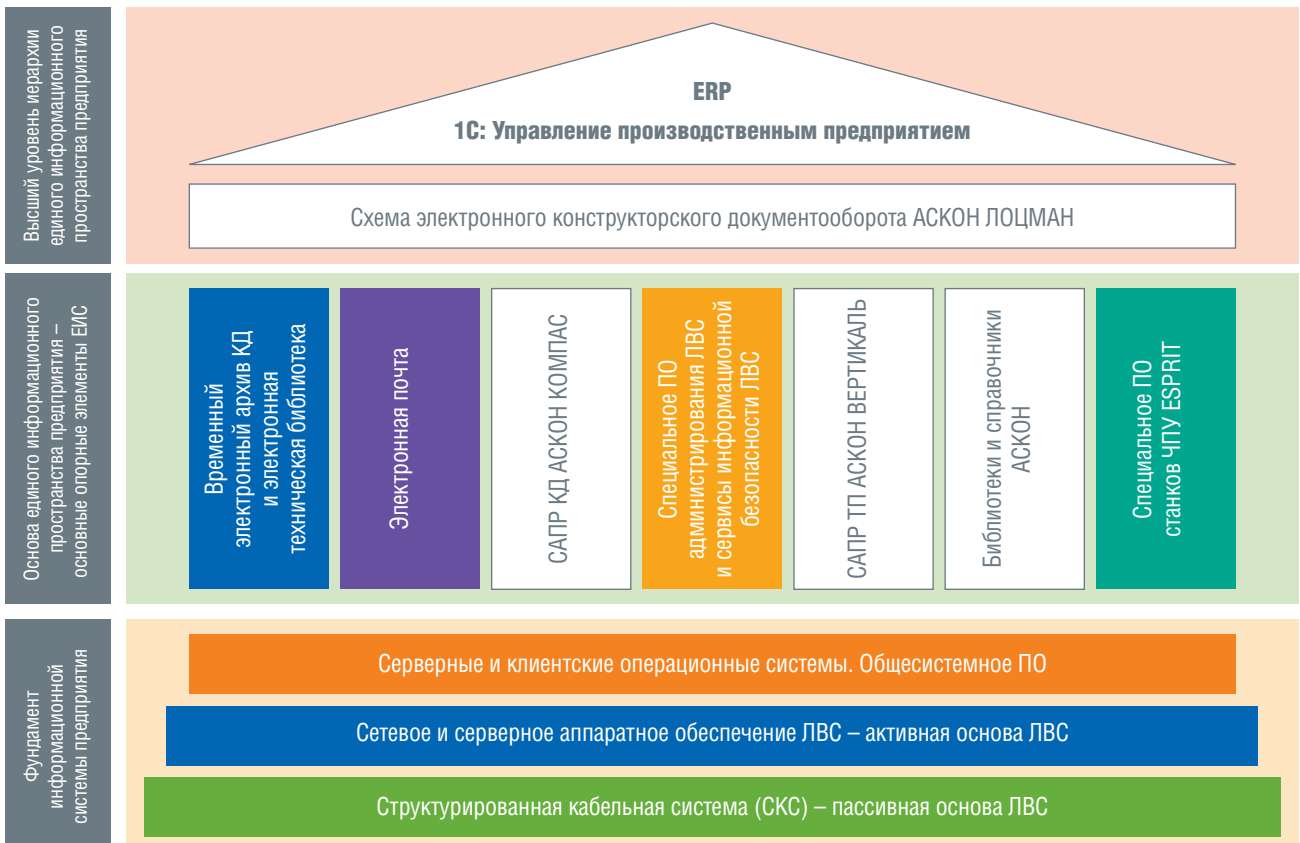 Высший уровень иерархии
единого информационного
пространства предприятия
ERP
1С: Управление производственным предприятием
Схема электронного конструкторского документооборота АСКОН ЛОЦМАН
Основа единого информационного
пространства предприятия –
основные опорные элементы ЕИС
Временный
электронный архив КД
и электронная
техническая библиотека
Электронная почта
САПР КД АСКОН КОМПАС
Специальное ПО
администрирования ЛВС
и сервисы информационной
безопасности ЛВС
САПР ТП АСКОН ВЕРТИКАЛЬ
Библиотеки и справочники
АСКОН
Специальное ПО
станков ЧПУ ESPRIT
Фундамент
информационной
системы предприятия
Серверные и клиентские операционные системы. Общесистемное ПО
Сетевое и серверное аппаратное обеспечение ЛВС – активная основа ЛВС
Структурированная кабельная система (СКС) – пассивная основа ЛВС